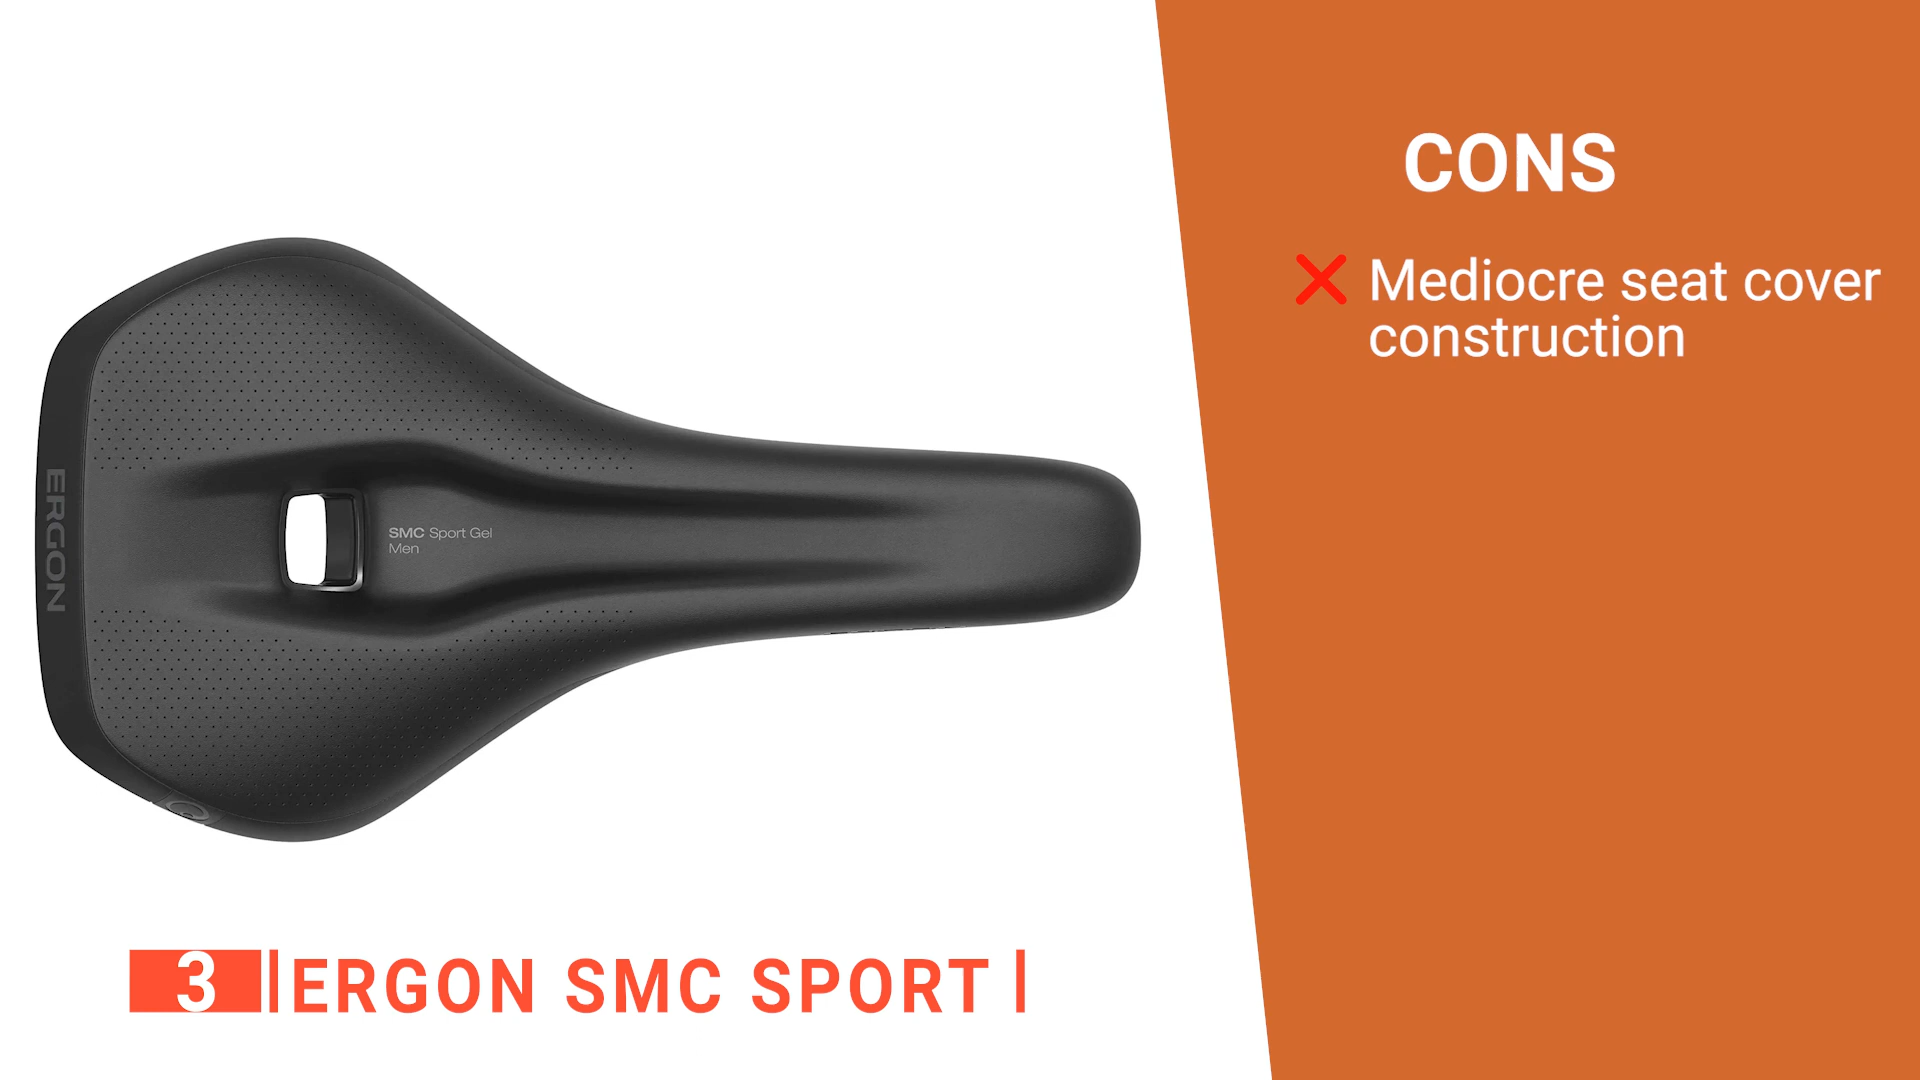 CONS
Mediocre seat cover
construction
ERGON
SMC Sport Gel
Men
3 ERGON SMC SPORT